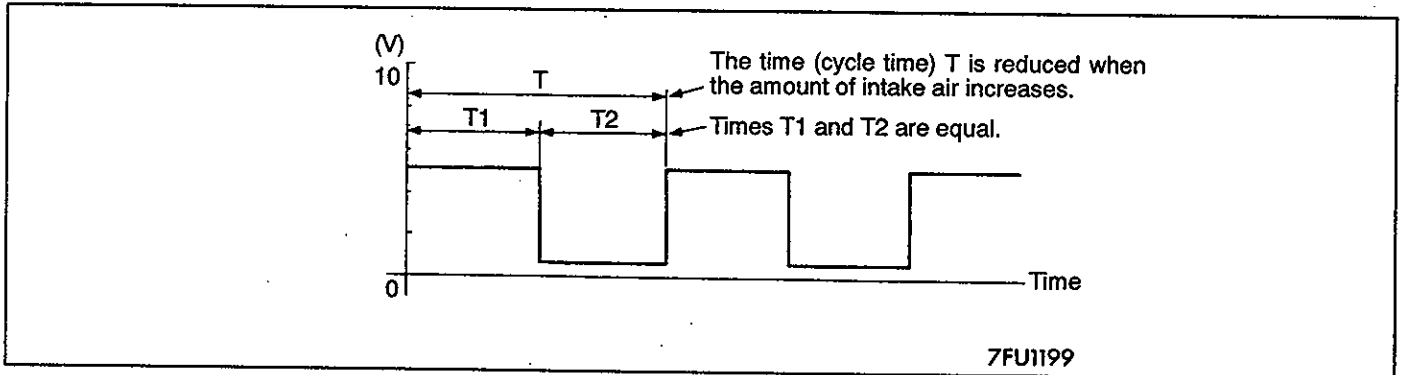 (V)
10
T
The time (cycle time) T is reduced when
the amount of intake air increases.
T1
T2
Times T1 and T2 are equal.
0
Time
7FU1199